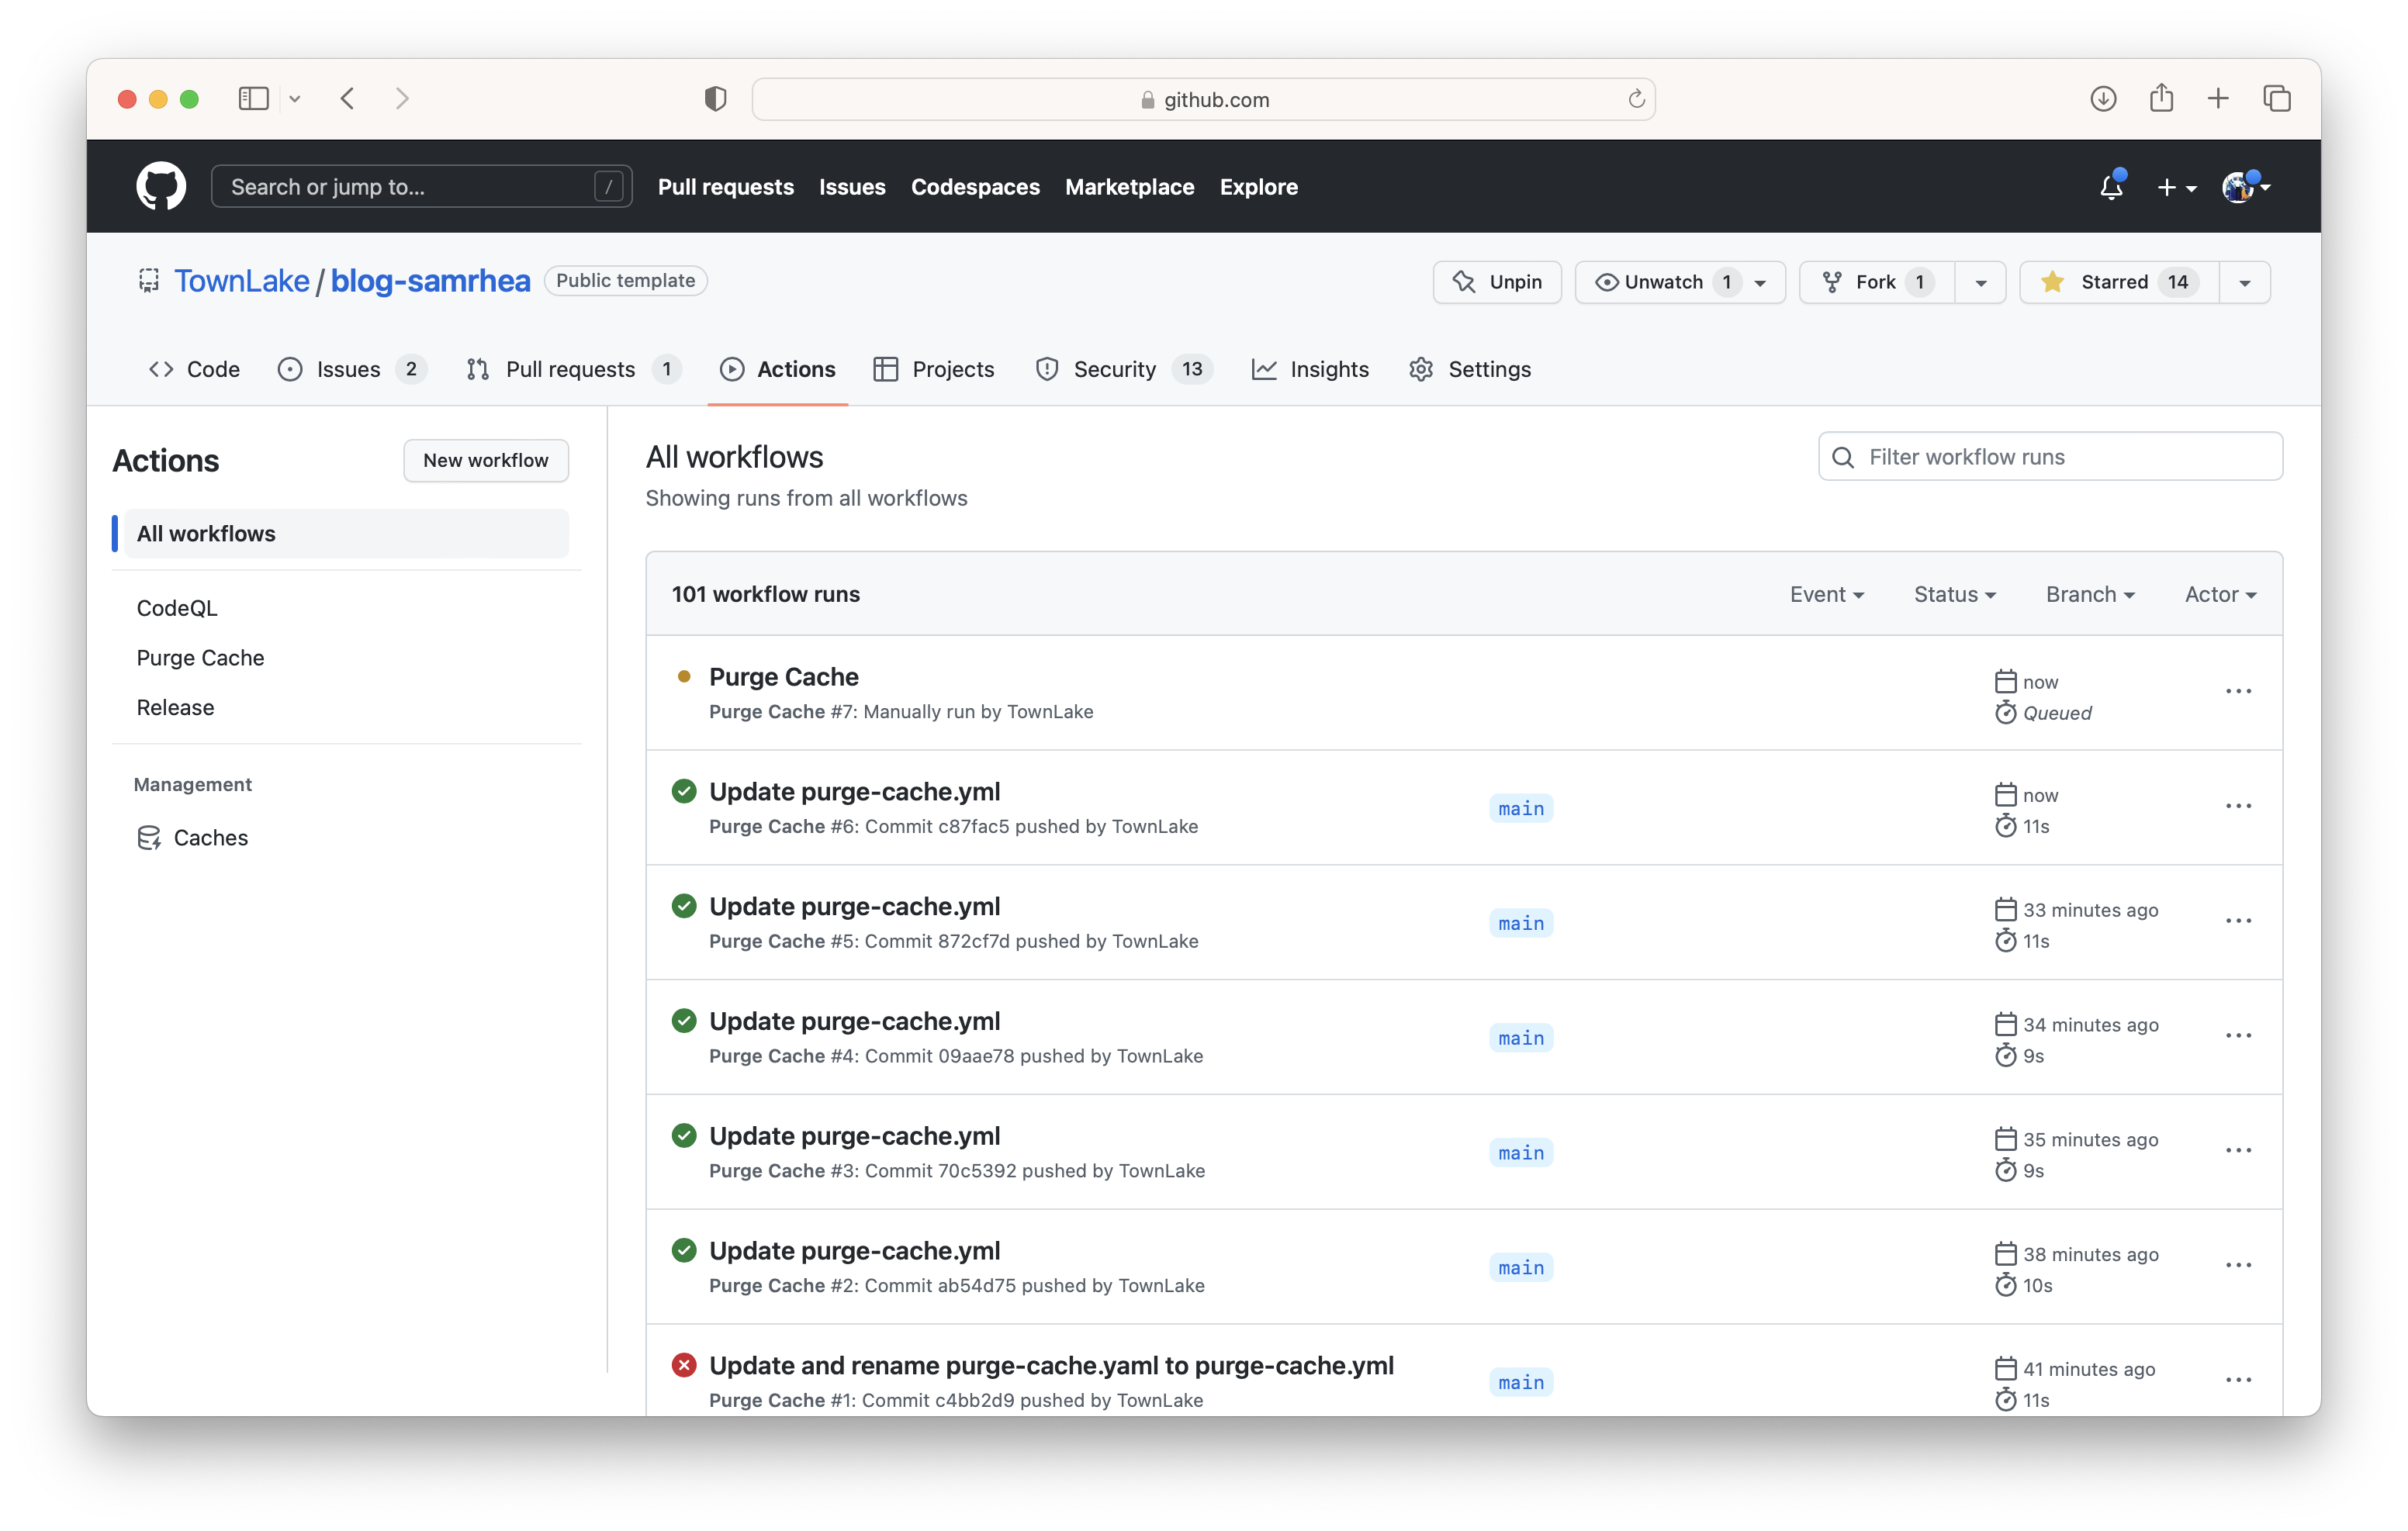 github.com
Search or jump to... /
Pull requests Issues Codespaces Marketplace Explore
TownLake / blog-samrhea Public template
Unpin Unwatch 1 Fork 1 Starred 14
Code Issues 2 Pull requests 1 Actions Projects Security 13 Insights Settings
Actions New workflow
All workflows
CodeQL
Purge Cache
Release
Management
Caches
All workflows
Showing runs from all workflows
Filter workflow runs
101 workflow runs Event Status Branch Actor
Purge Cache
Purge Cache #7: Manually run by TownLake
now
Queued
Update purge-cache.yml
Purge Cache #6: Commit c87fac5 pushed by TownLake
main
now
11s
Update purge-cache.yml
Purge Cache #5: Commit 872cf7d pushed by TownLake
main
33 minutes ago
11s
Update purge-cache.yml
Purge Cache #4: Commit 09aae78 pushed by TownLake
main
34 minutes ago
9s
Update purge-cache.yml
Purge Cache #3: Commit 70c5392 pushed by TownLake
main
35 minutes ago
9s
Update purge-cache.yml
Purge Cache #2: Commit ab54d75 pushed by TownLake
main
38 minutes ago
10s
Update and rename purge-cache.yaml to purge-cache.yml
Purge Cache #1: Commit c4bb2d9 pushed by TownLake
main
41 minutes ago
11s